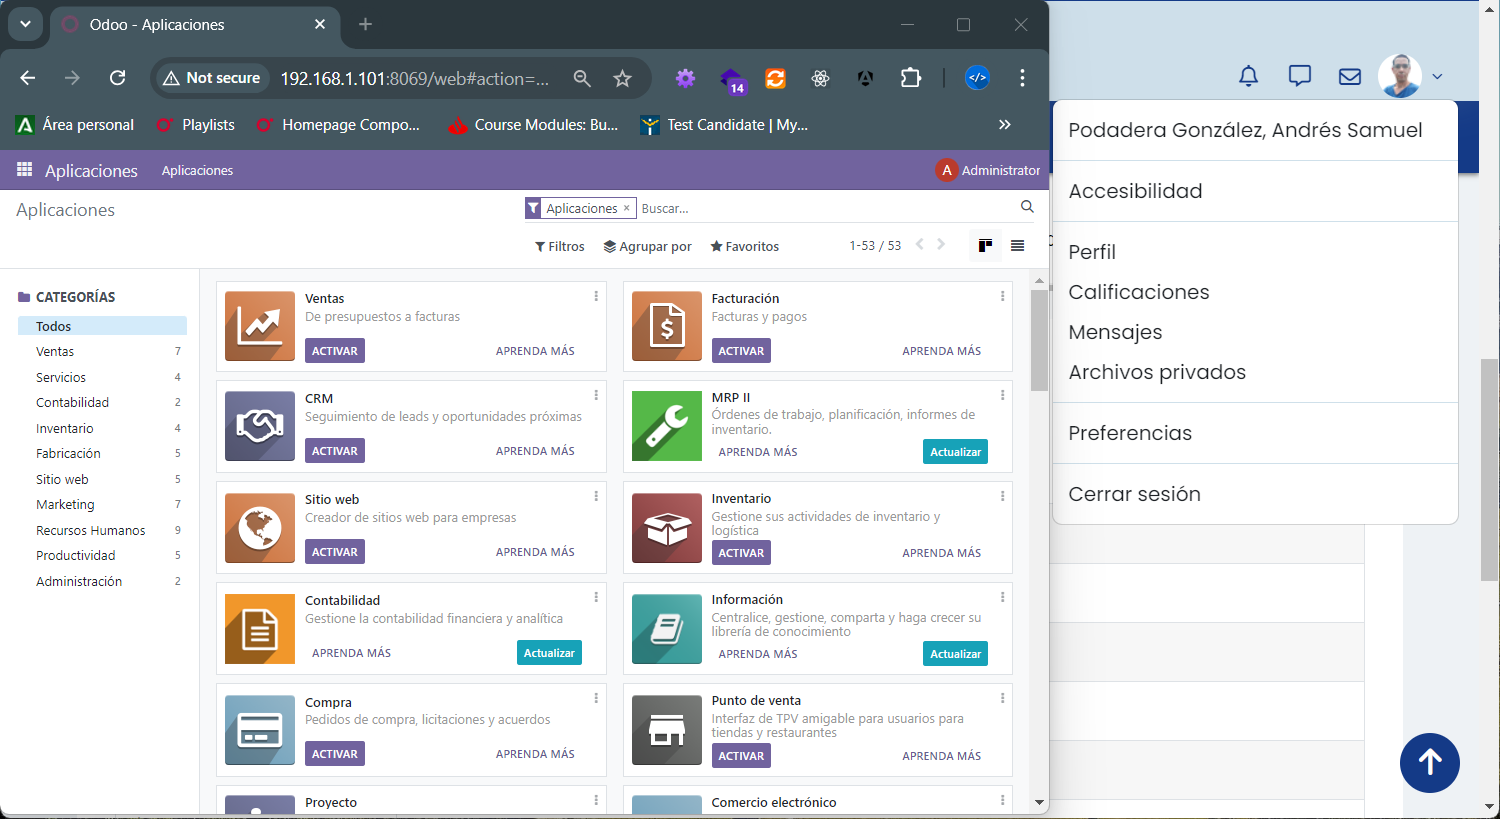 Odoo - Aplicaciones
Not secure
192.168.1.101:8069/web#action=...
14
Área personal
Playlists
Homepage Compo...
Course Modules: Bu...
Test Candidate | My...
Aplicaciones
Aplicaciones
A
Administrator
Aplicaciones
Aplicaciones ×
Buscar...
Filtros
Agrupar por
Favoritos
1-53 / 53
CATEGORÍAS
Todos
Ventas 7
Servicios 4
Contabilidad 2
Inventario 4
Fabricación 5
Sitio web 5
Marketing 7
Recursos Humanos 9
Productividad 5
Administración 2
Ventas
De presupuestos a facturas
ACTIVAR
APRENDA MÁS
Facturación
Facturas y pagos
ACTIVAR
APRENDA MÁS
CRM
Seguimiento de leads y oportunidades próximas
ACTIVAR
APRENDA MÁS
MRP II
Órdenes de trabajo, planificación, informes de
inventario.
APRENDA MÁS
Actualizar
Sitio web
Creador de sitios web para empresas
ACTIVAR
APRENDA MÁS
Inventario
Gestione sus actividades de inventario y
logística
ACTIVAR
APRENDA MÁS
Contabilidad
Gestione la contabilidad financiera y analítica
APRENDA MÁS
Actualizar
Información
Centralice, gestione, comparta y haga crecer su
librería de conocimiento
APRENDA MÁS
Actualizar
Compra
Pedidos de compra, licitaciones y acuerdos
ACTIVAR
APRENDA MÁS
Punto de venta
Interfaz de TPV amigable para usuarios para
tiendas y restaurantes
ACTIVAR
APRENDA MÁS
Proyecto
Comercio electrónico
Podadera González, Andrés Samuel
Accesibilidad
Perfil
Calificaciones
Mensajes
Archivos privados
Preferencias
Cerrar sesión